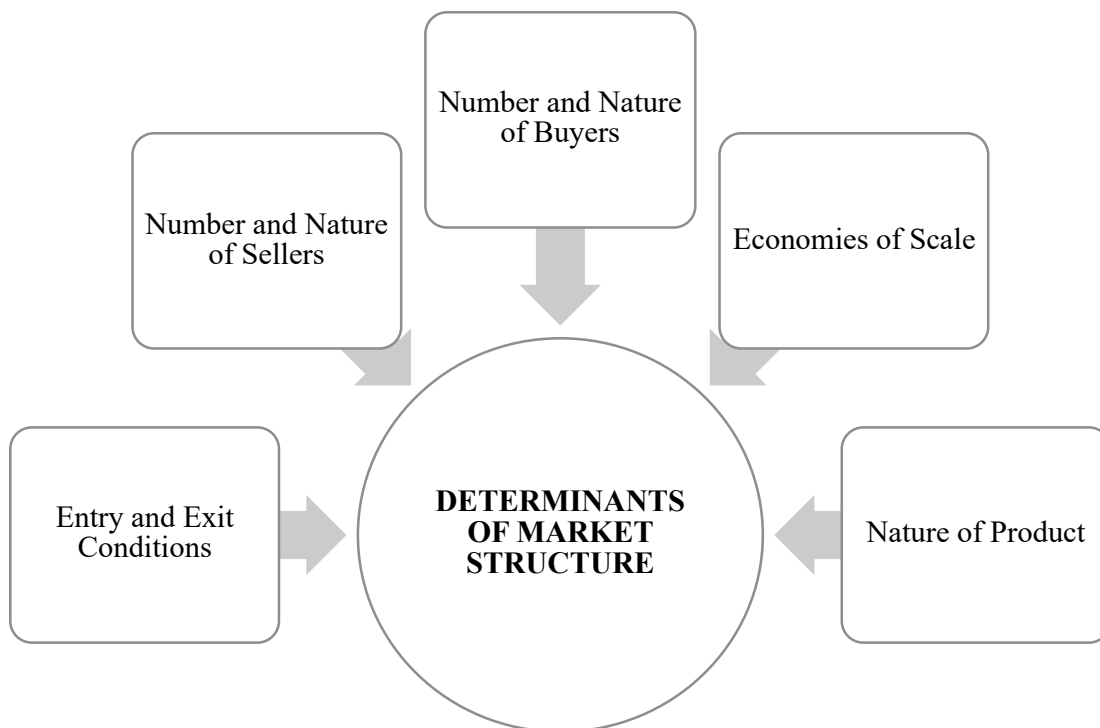 Number and Nature
of Buyers
Number and Nature
of Sellers
Economies of Scale
Entry and Exit
Conditions
DETERMINANTS
OF MARKET
STRUCTURE
Nature of Product